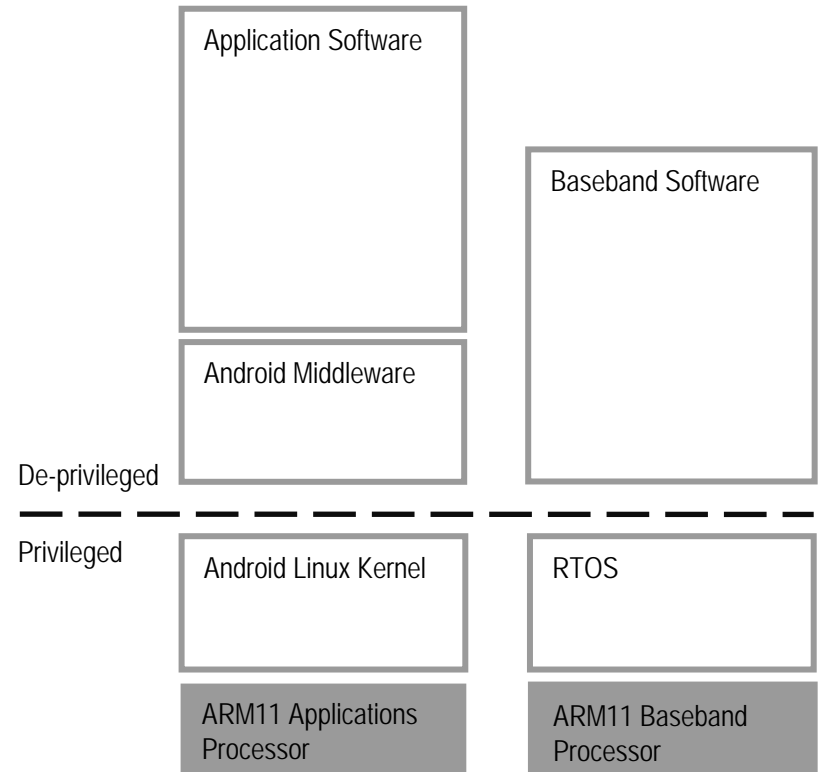 Application Software
Baseband Software
Android Middleware
De-privileged
Privileged
Android Linux Kernel
RTOS
ARM11 Applications
Processor
ARM11 Baseband
Processor